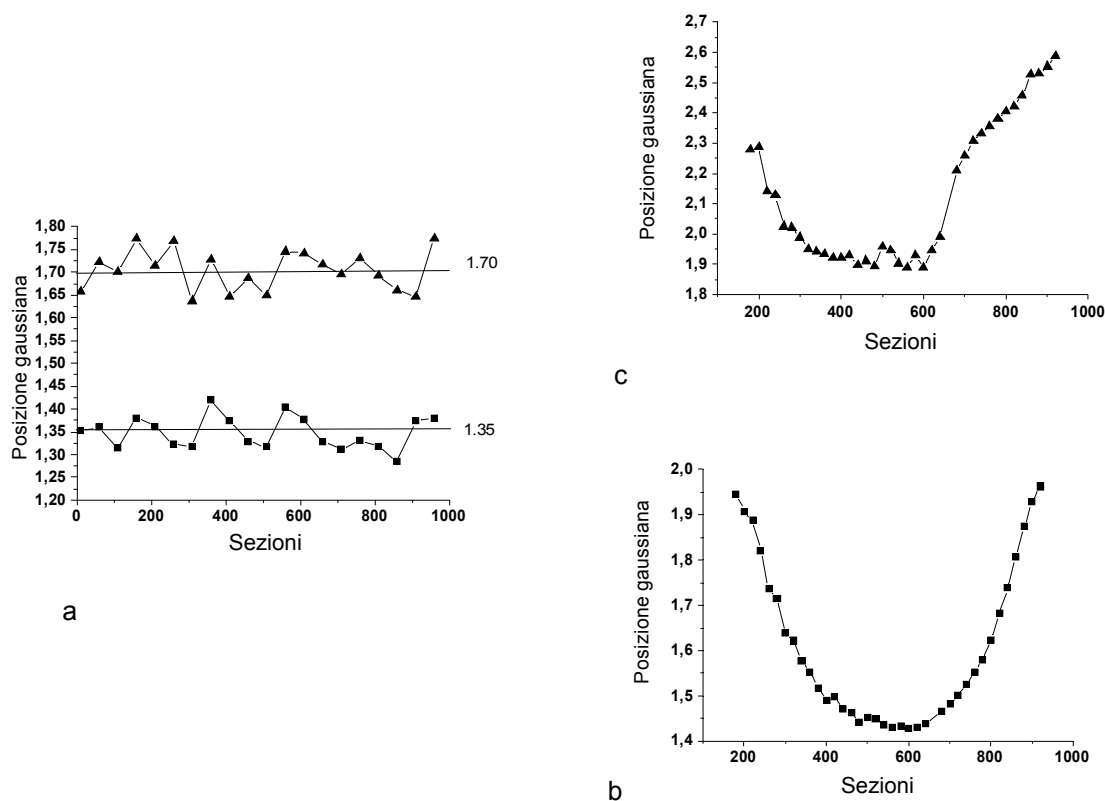 1,80
1,75
1,70
1,65
1,60
1,55
1,50
1,45
1,40
1,35
1,30
1,25
1,20
Posizione gaussiana
1.70
1.35
0 200 400 600 800 1000
Sezioni
a
2,7
2,6
2,5
2,4
2,3
2,2
2,1
2,0
1,9
1,8
Posizione gaussiana
200 400 600 800 1000
Sezioni
c
2,0
1,9
1,8
1,7
1,6
1,5
1,4
Posizione gaussiana
200 400 600 800 1000
Sezioni
b